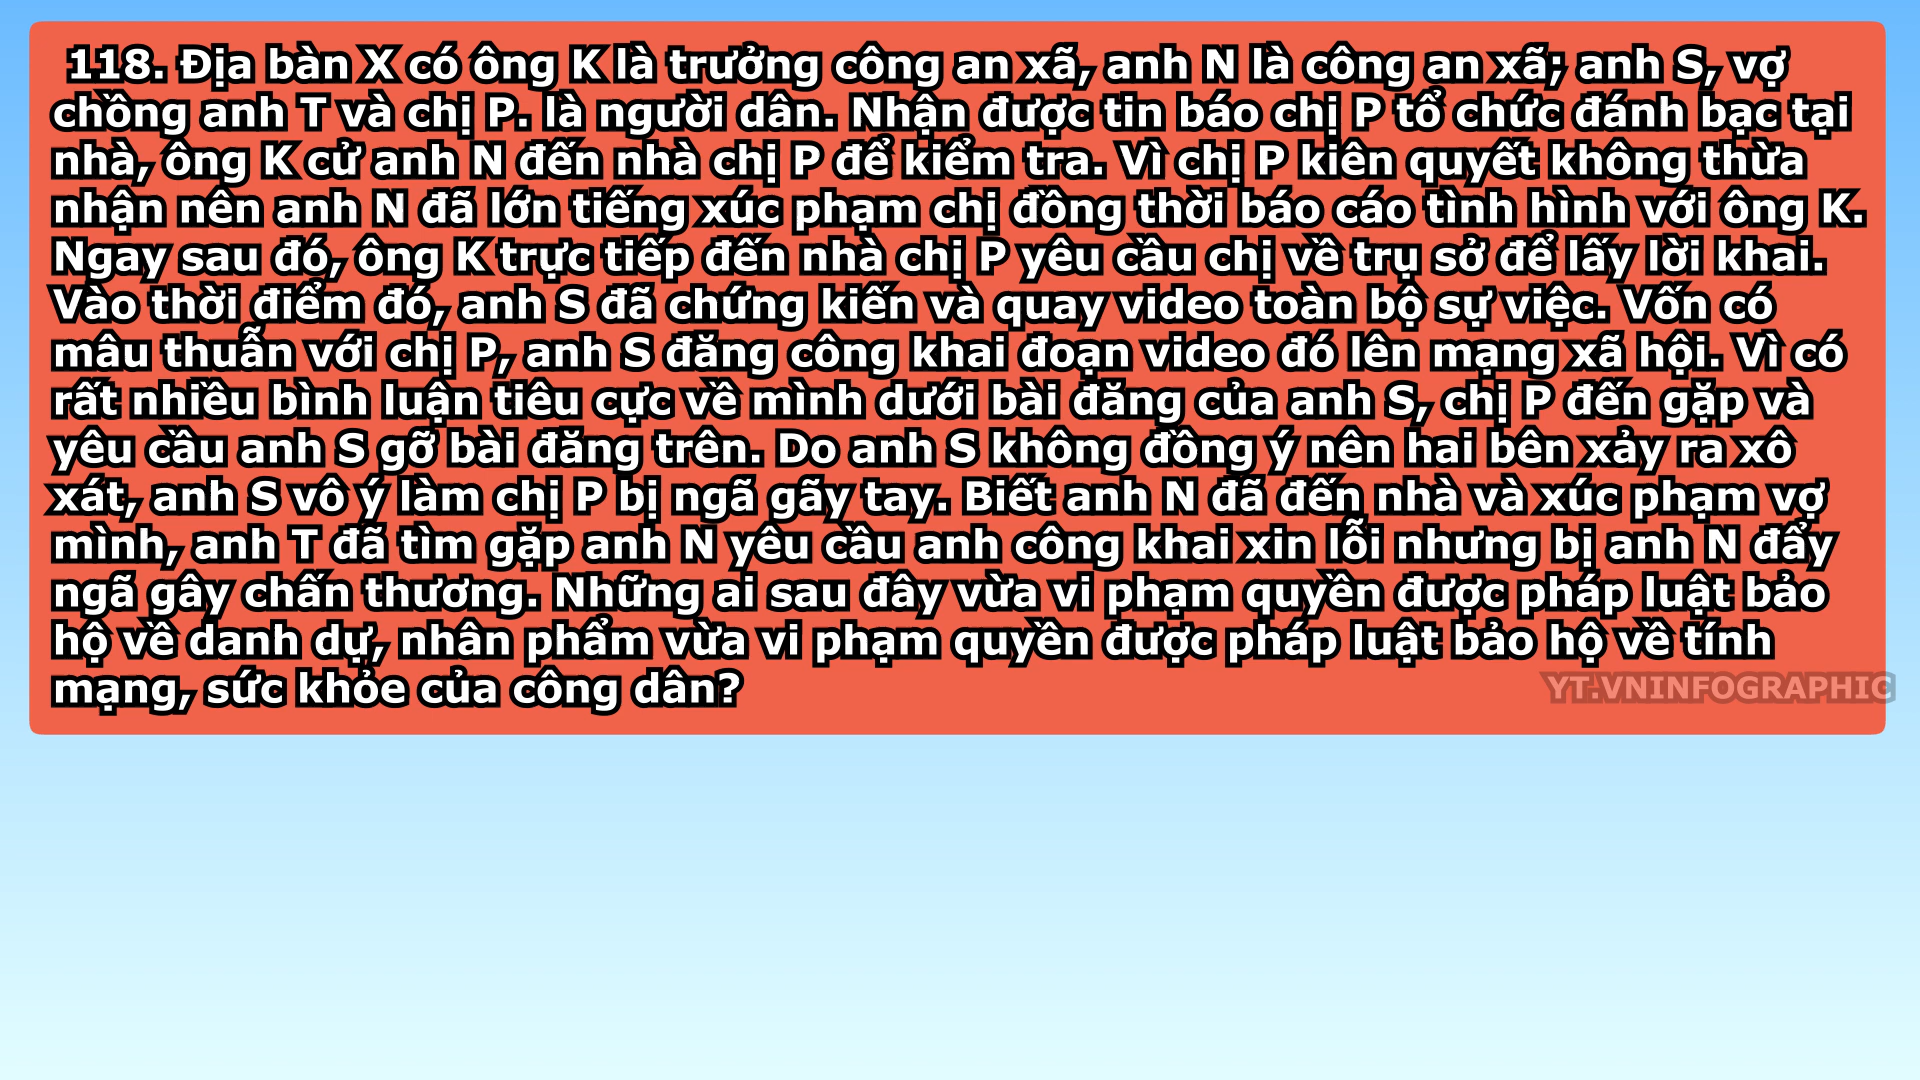 118. Địa bàn X có ông K là trưởng công an xã, anh N là công an xã; anh S, vợ
chồng anh T và chị P. là người dân. Nhận được tin báo chị P tổ chức đánh bạc tại
nhà, ông K cử anh N đến nhà chị P để kiểm tra. Vì chị P kiên quyết không thừa
nhận nên anh N đã lớn tiếng xúc phạm chị đồng thời báo cáo tình hình với ông K.
Ngay sau đó, ông K trực tiếp đến nhà chị P yêu cầu chị về trụ sở để lấy lời khai.
Vào thời điểm đó, anh S đã chứng kiến và quay video toàn bộ sự việc. Vốn có
mâu thuẫn với chị P, anh S đăng công khai đoạn video đó lên mạng xã hội. Vì có
rất nhiều bình luận tiêu cực về mình dưới bài đăng của anh S, chị P đến gặp và
yêu cầu anh S gỡ bài đăng trên. Do anh S không đồng ý nên hai bên xảy ra xô
xát, anh S vô ý làm chị P bị ngã gãy tay. Biết anh N đã đến nhà và xúc phạm vợ
mình, anh T đã tìm gặp anh N yêu cầu anh công khai xin lỗi nhưng bị anh N đẩy
ngã gây chấn thương. Những ai sau đây vừa vi phạm quyền được pháp luật bảo
hộ về danh dự, nhân phẩm vừa vi phạm quyền được pháp luật bảo hộ về tính
mạng, sức khỏe của công dân?
YT.VNINFOGRAPHIC